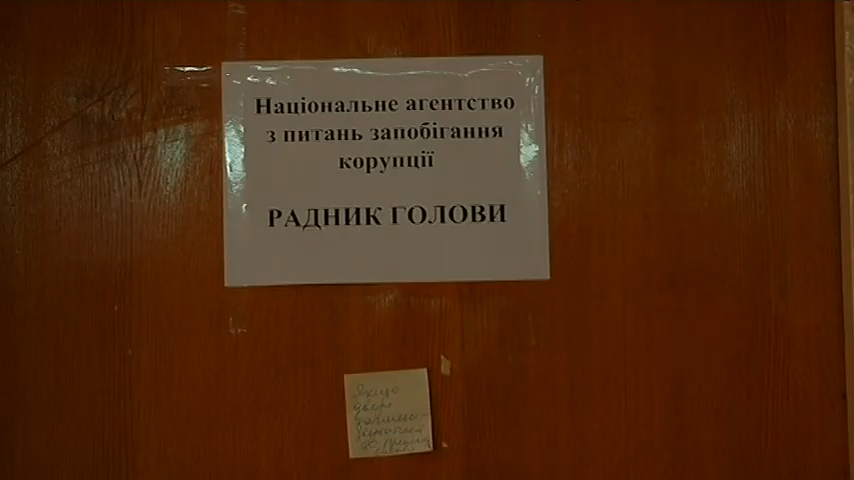 Національне агентство
з питань запобігання
корупції
РАДНИК ГОЛОВИ
Якщо
двері